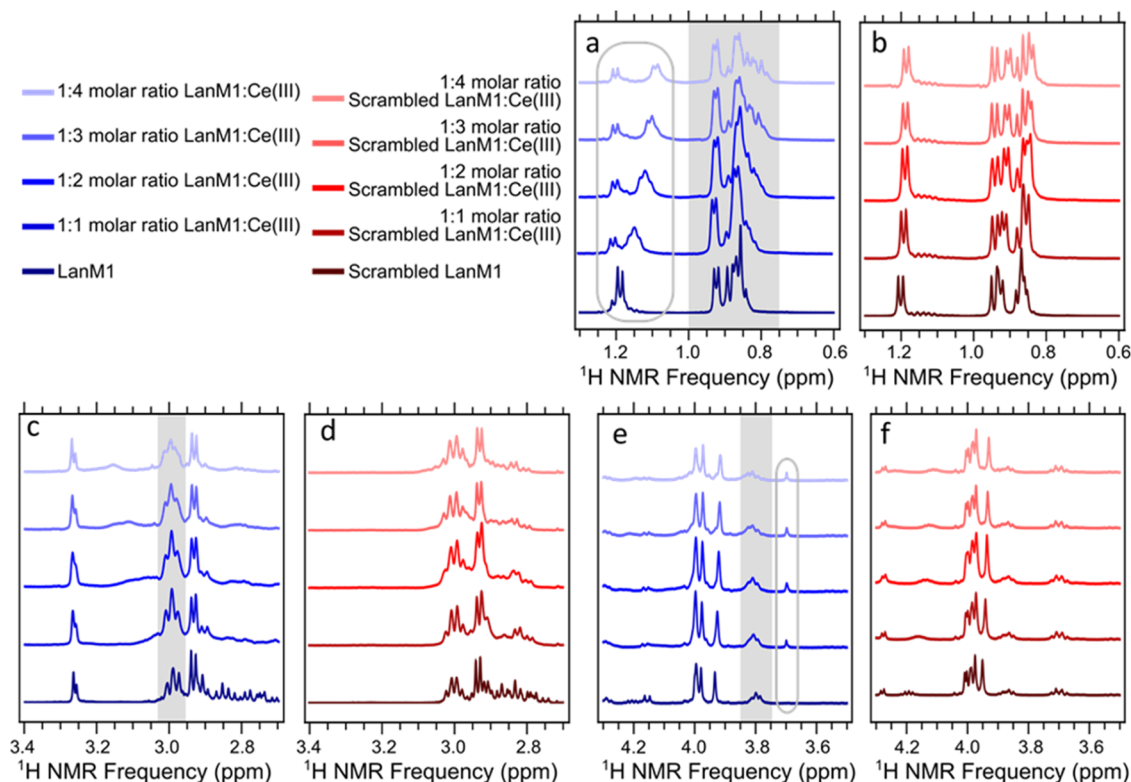 1:4 molar ratio LanM1:Ce(III)
1:3 molar ratio LanM1:Ce(III)
1:2 molar ratio LanM1:Ce(III)
1:1 molar ratio LanM1:Ce(III)
LanM1
1:4 molar ratio
Scrambled LanM1:Ce(III)
1:3 molar ratio
Scrambled LanM1:Ce(III)
1:2 molar ratio
Scrambled LanM1:Ce(III)
1:1 molar ratio
Scrambled LanM1:Ce(III)
Scrambled LanM1
a
1.2 1.0 0.8 0.6
¹H NMR Frequency (ppm)
b
1.2 1.0 0.8 0.6
¹H NMR Frequency (ppm)
c
3.4 3.2 3.0 2.8
¹H NMR Frequency (ppm)
d
3.4 3.2 3.0 2.8
¹H NMR Frequency (ppm)
e
4.2 4.0 3.8 3.6
¹H NMR Frequency (ppm)
f
4.2 4.0 3.8 3.6
¹H NMR Frequency (ppm)